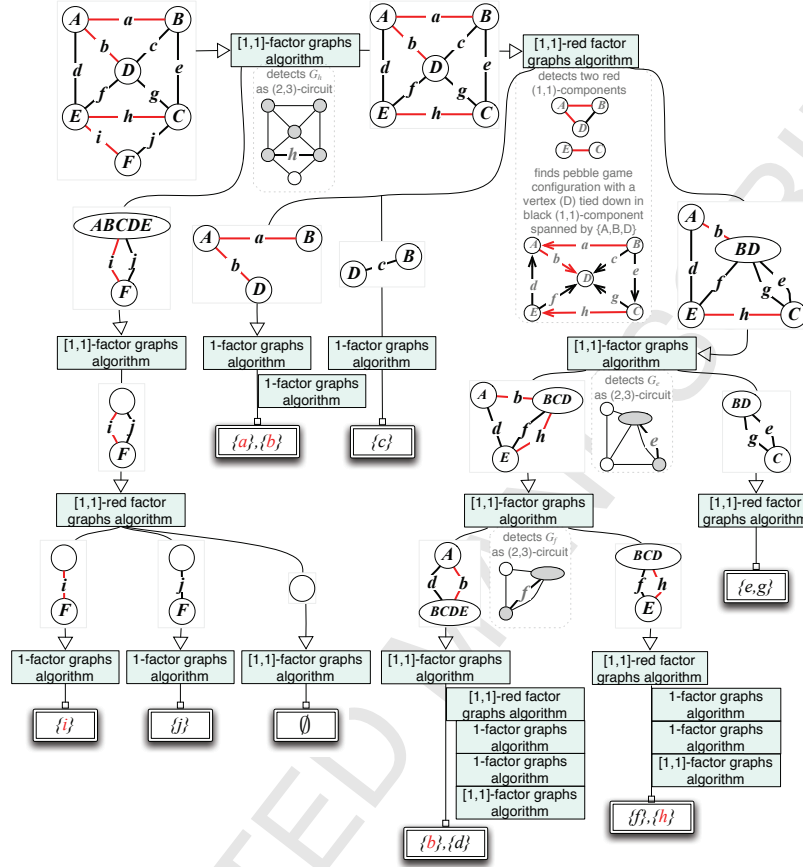 A a B
b c
d D e
f g
E h C
i j
F
[1,1]-factor graphs
algorithm
detects Gₕ
as (2,3)-circuit
h
A a B
b c
d D e
f g
E h C
[1,1]-red factor
graphs algorithm
detects two red
(1,1)-components
A B
D
E C
finds pebble game
configuration with a
vertex (D) tied down in
black (1,1)-component
spanned by {A,B,D}
A a B
b c
d D e
f g
E h C
ABCDE
i j
F
A a B
b
D
D c B
A
b
BD
d f g e
E h C
[1,1]-factor graphs
algorithm
1-factor graphs
algorithm
1-factor graphs
algorithm
1-factor graphs
algorithm
[1,1]-factor graphs
algorithm
i j
F
{a},{b}
{c}
A b BCD
d f h
E
detects Gₑ
as (2,3)-circuit
e
BD
e
g
C
[1,1]-red factor
graphs algorithm
[1,1]-factor graphs
algorithm
[1,1]-red factor
graphs algorithm
i
F
j
F
A
d b
BCDE
detects G_f
as (2,3)-circuit
f
BCD
f h
E
{e,g}
1-factor graphs
algorithm
1-factor graphs
algorithm
[1,1]-factor graphs
algorithm
[1,1]-factor graphs
algorithm
[1,1]-red factor
graphs algorithm
{i}
{j}
∅
[1,1]-red factor
graphs algorithm
1-factor graphs
algorithm
1-factor graphs
algorithm
[1,1]-factor graphs
algorithm
1-factor graphs
algorithm
1-factor graphs
algorithm
[1,1]-factor graphs
algorithm
{b},{d}
{f},{h}